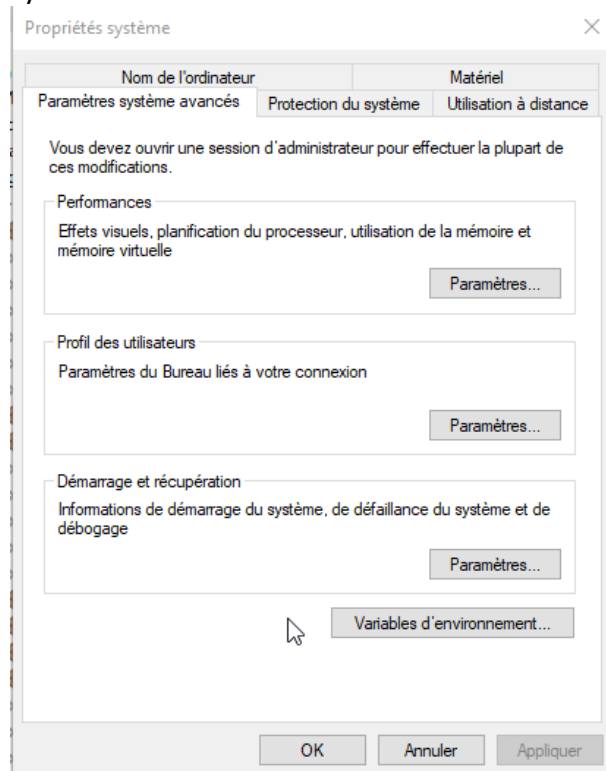 Propriétés système
Nom de l'ordinateur
Matériel
Paramètres système avancés
Protection du système
Utilisation à distance
Vous devez ouvrir une session d'administrateur pour effectuer la plupart de
ces modifications.
Performances
Effets visuels, planification du processeur, utilisation de la mémoire et
mémoire virtuelle
Paramètres...
Profil des utilisateurs
Paramètres du Bureau liés à votre connexion
Paramètres...
Démarrage et récupération
Informations de démarrage du système, de défaillance du système et de
débogage
Paramètres...
Variables d'environnement...
OK
Annuler
Appliquer